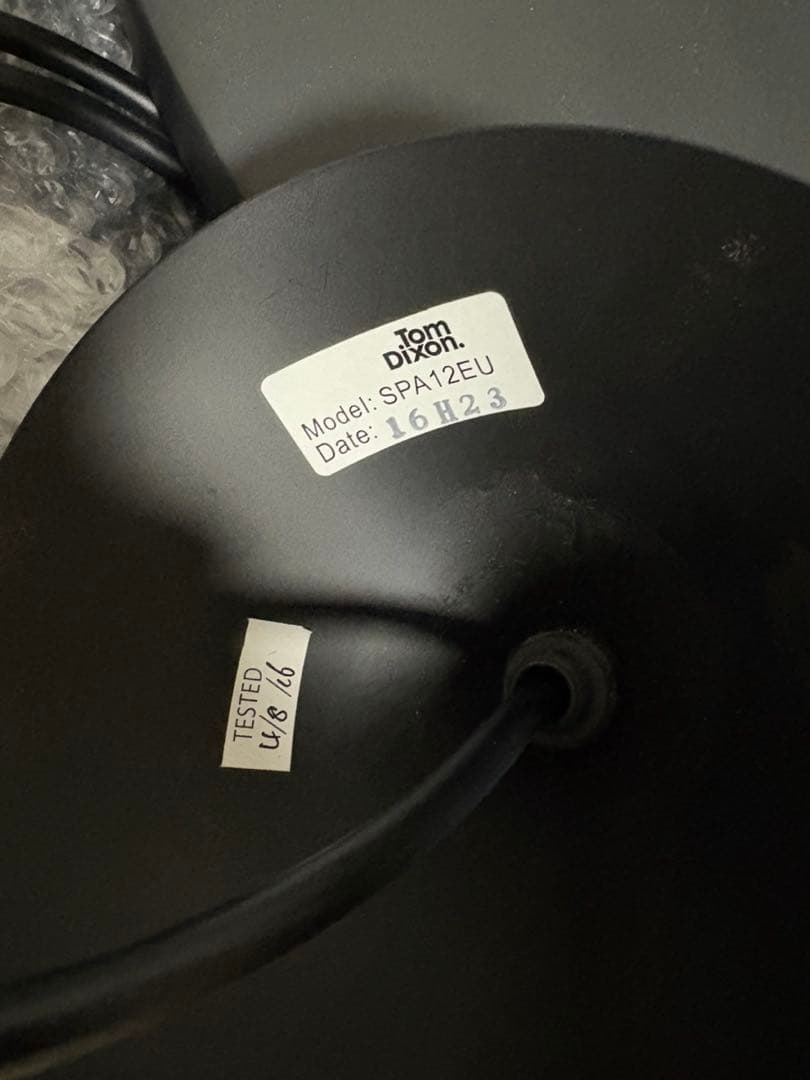 Tom
Dixon.
Model: SPA12EU
Date: 16H23
TESTED
4/8/16